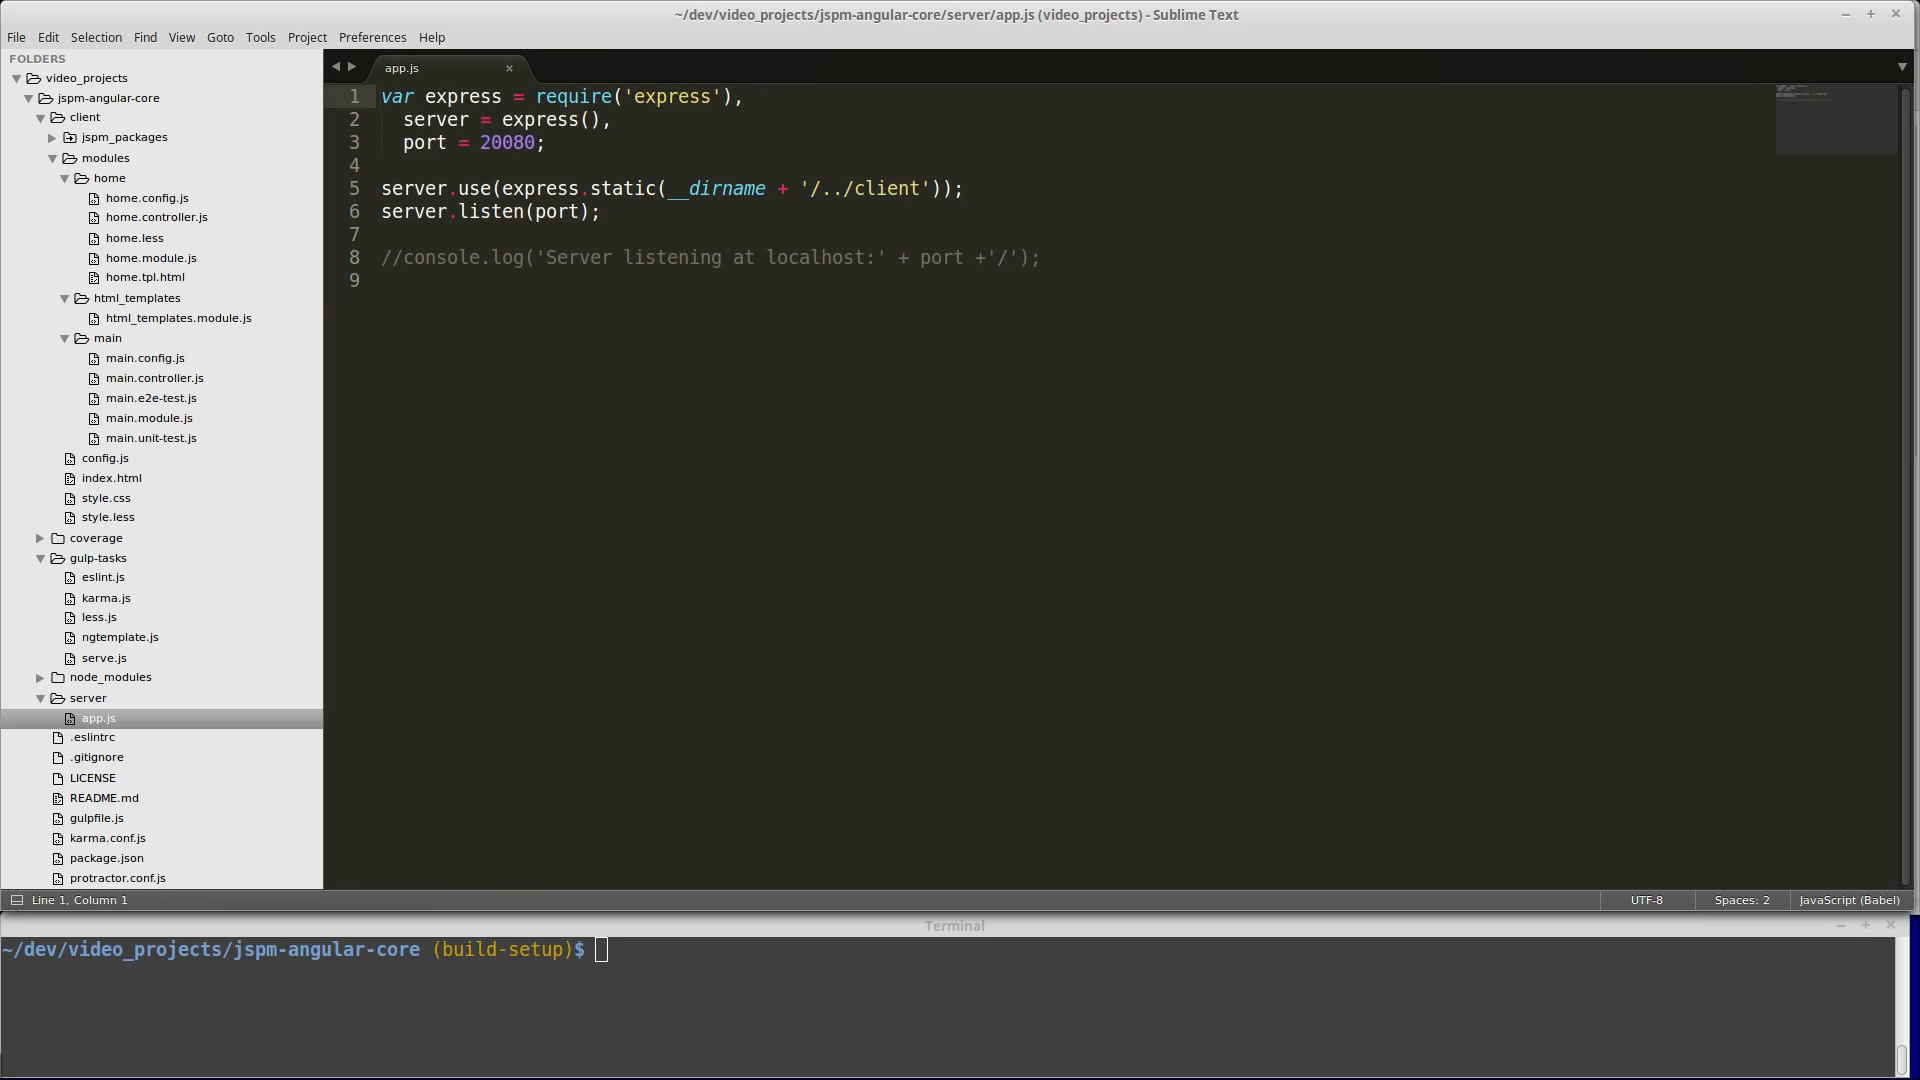 ~/dev/video_projects/jspm-angular-core/server/app.js (video_projects) - Sublime Text
File Edit Selection Find View Goto Tools Project Preferences Help
FOLDERS
video_projects
jspm-angular-core
client
jspm_packages
modules
home
home.config.js
home.controller.js
home.less
home.module.js
home.tpl.html
html_templates
html_templates.module.js
main
main.config.js
main.controller.js
main.e2e-test.js
main.module.js
main.unit-test.js
config.js
index.html
style.css
style.less
coverage
gulp-tasks
eslint.js
karma.js
less.js
ngtemplate.js
serve.js
node_modules
server
app.js
.eslintrc
.gitignore
LICENSE
README.md
gulpfile.js
karma.conf.js
package.json
protractor.conf.js
app.js
1 var express = require('express'),
2   server = express(),
3   port = 20080;
4
5 server.use(express.static(__dirname + '/../client'));
6 server.listen(port);
7
8 //console.log('Server listening at localhost:' + port +'/');
9
Line 1, Column 1 UTF-8 Spaces: 2 JavaScript (Babel)
Terminal
~/dev/video_projects/jspm-angular-core (build-setup)$